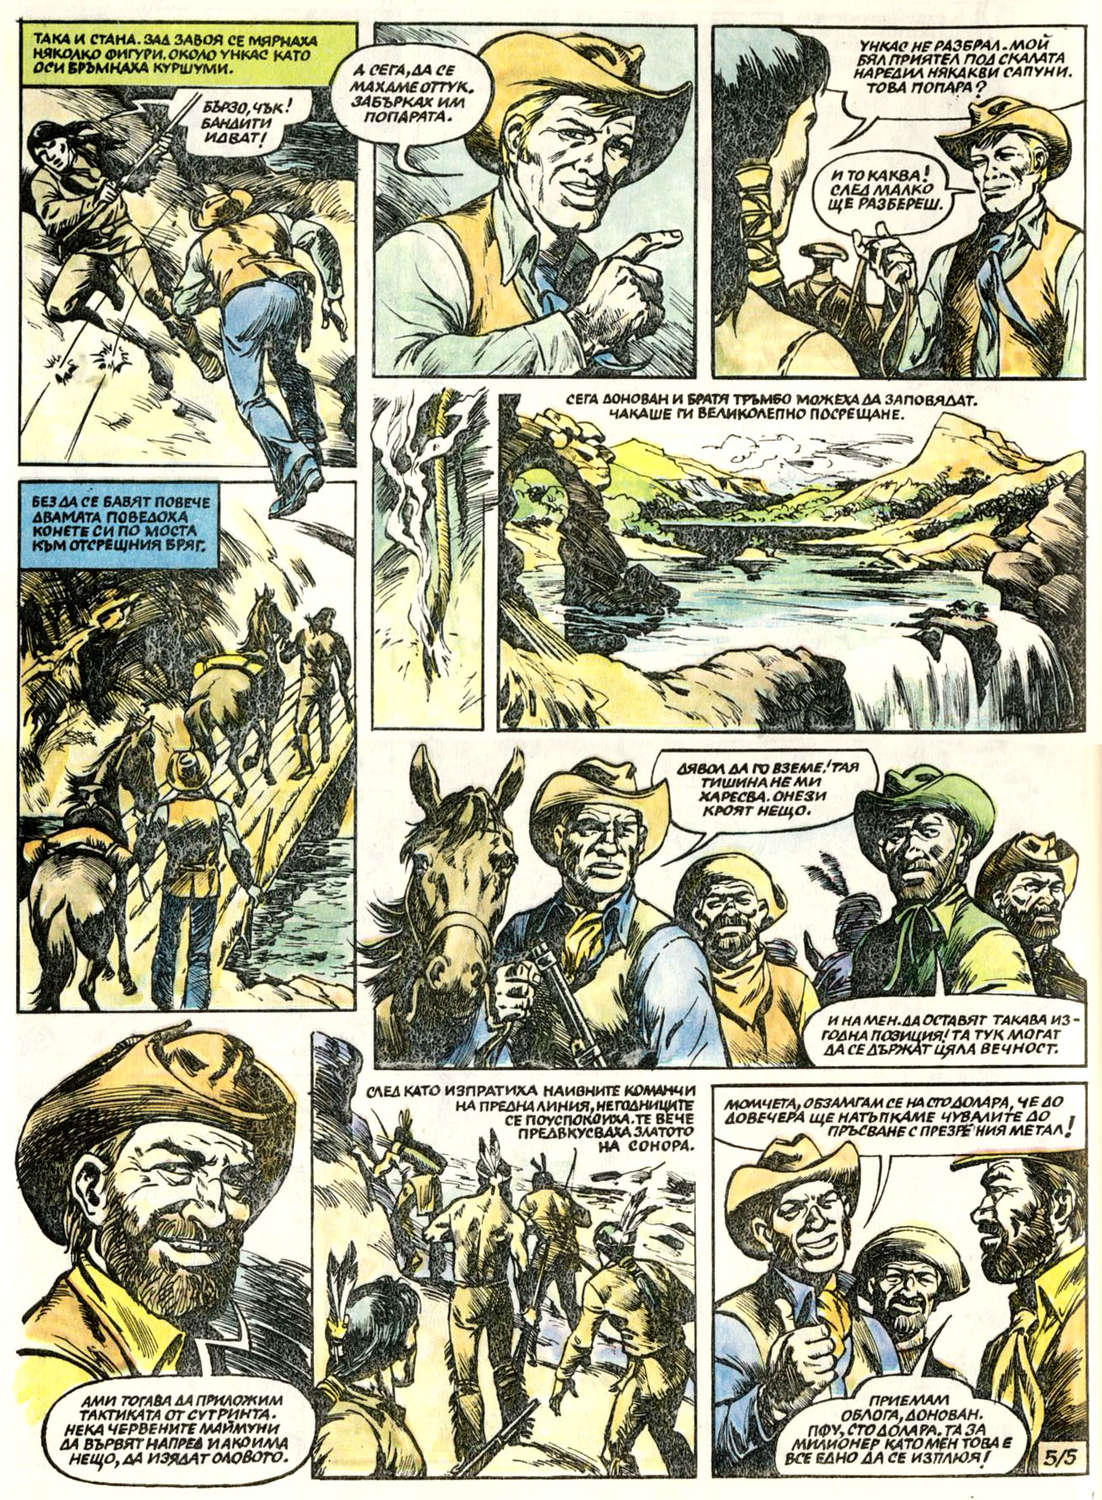 ТАКА И СТАНА. ЗАД ЗАВОЯ СЕ МЯРНАХА
НЯКОЛКО ФИГУРИ. ОКОЛО УНКАС КАТО
ОСИ БРЪМНАХА КУРШУМИ.
БЪРЗО, ЧЪК!
БАНДИТИ
ИДВАТ!
А СЕГА, ДА СЕ
МАХАМЕ ОТТУК.
ЗАБЪРКАХ ИМ
ПОПАРАТА.
УНКАС НЕ РАЗБРАЛ. МОЙ
БЯЛ ПРИЯТЕЛ ПОД СКАЛАТА
НАРЕДИЛ НЯКАКВИ САПУНИ.
ТОВА ПОПАРА?
И ТО КАКВА!
СЛЕД МАЛКО
ЩЕ РАЗБЕРЕШ.
БЕЗ ДА СЕ БАВЯТ ПОВЕЧЕ
ДВАМАТА ПОВЕДОХА
КОНЕТЕ СИ ПО МОСТА
КЪМ ОТСРЕЩНИЯ БРЯГ.
СЕГА ДОНОВАН И БРАТЯ ТРЪМБО МОЖЕХА ДА ЗАПОВЯДАТ.
ЧАКАШЕ ГИ ВЕЛИКОЛЕПНО ПОСРЕЩАНЕ.
ДЯВОЛ ДА ГО ВЗЕМЕ! ТАЯ
ТИШИНА НЕ МИ
ХАРЕСВА. ОНЕЗИ
КРОЯТ НЕЩО.
И НА МЕН. ДА ОСТАВЯТ ТАКАВА ИЗ-
ГОДНА ПОЗИЦИЯ! ТА ТУК МОГАТ
ДА СЕ ДЪРЖАТ ЦЯЛА ВЕЧНОСТ.
АМИ ТОГАВА ДА ПРИЛОЖИМ
ТАКТИКАТА ОТ СУТРИНТА.
НЕКА ЧЕРВЕНИТЕ МАЙМУНИ
ДА ВЪРВЯТ НАПРЕД И АКО ИМА
НЕЩО, ДА ИЗЯДАТ ОЛОВОТО.
СЛЕД КАТО ИЗПРАТИХА НАИВНИТЕ КОМАНЧИ
НА ПРЕДНА ЛИНИЯ, НЕГОДНИЦИТЕ
СЕ ПОУСПОКОИХА. ТЕ ВЕЧЕ
ПРЕДВКУСВАХА ЗЛАТОТО
НА СОНОРА.
МОМЧЕТА, ОБЗАЛАГАМ СЕ НА СТО ДОЛАРА, ЧЕ ДО
ДОВЕЧЕРА ЩЕ НАТЪПКАМЕ ЧУВАЛИТЕ ДО
ПРЪСВАНЕ С ПРЕЗРЕНИЯ МЕТАЛ!
ПРИЕМАМ
ОБЛОГА, ДОНОВАН.
ПФУ, СТО ДОЛАРА. ТА ЗА
МИЛИОНЕР КАТО МЕН ТОВА Е
ВСЕ ЕДНО ДА СЕ ИЗПЛЮЯ!
5/5